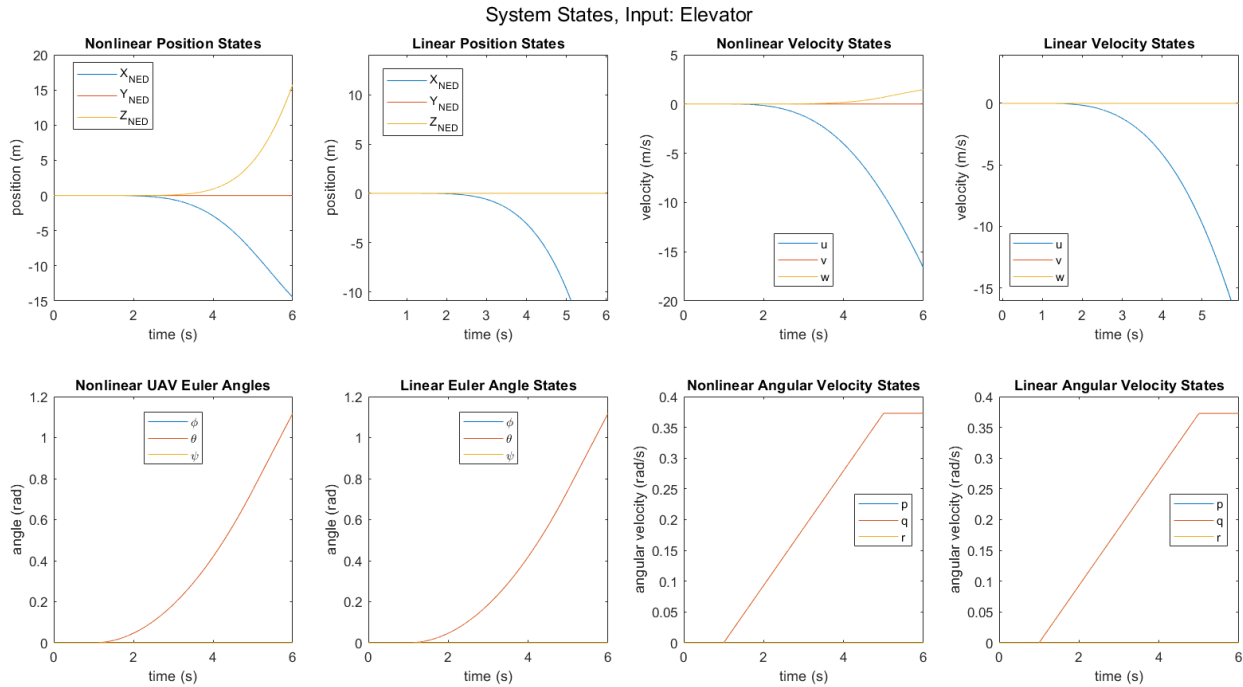 System States, Input: Elevator
Nonlinear Position States
20
15
10
5
0
-5
-10
-15
position (m)
X_NED
Y_NED
Z_NED
0 2 4 6
time (s)
Linear Position States
10
5
0
-5
-10
position (m)
X_NED
Y_NED
Z_NED
1 2 3 4 5 6
time (s)
Nonlinear Velocity States
5
0
-5
-10
-15
-20
velocity (m/s)
u
v
w
0 2 4 6
time (s)
Linear Velocity States
0
-5
-10
-15
velocity (m/s)
u
v
w
0 1 2 3 4 5
time (s)
Nonlinear UAV Euler Angles
1.2
1
0.8
0.6
0.4
0.2
0
angle (rad)
ϕ
θ
ψ
0 2 4 6
time (s)
Linear Euler Angle States
1.2
1
0.8
0.6
0.4
0.2
0
angle (rad)
ϕ
θ
ψ
0 2 4 6
time (s)
Nonlinear Angular Velocity States
0.4
0.35
0.3
0.25
0.2
0.15
0.1
0.05
0
angular velocity (rad/s)
p
q
r
0 2 4 6
time (s)
Linear Angular Velocity States
0.4
0.35
0.3
0.25
0.2
0.15
0.1
0.05
0
angular velocity (rad/s)
p
q
r
0 2 4 6
time (s)